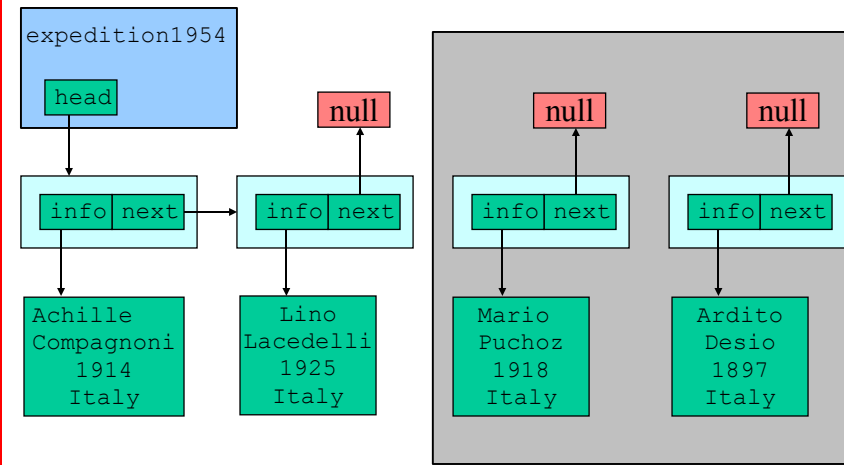 expedition1954
head
null
null
null
info next
info next
info next
info next
Achille
Compagnoni
1914
Italy
Lino
Lacedelli
1925
Italy
Mario
Puchoz
1918
Italy
Ardito
Desio
1897
Italy